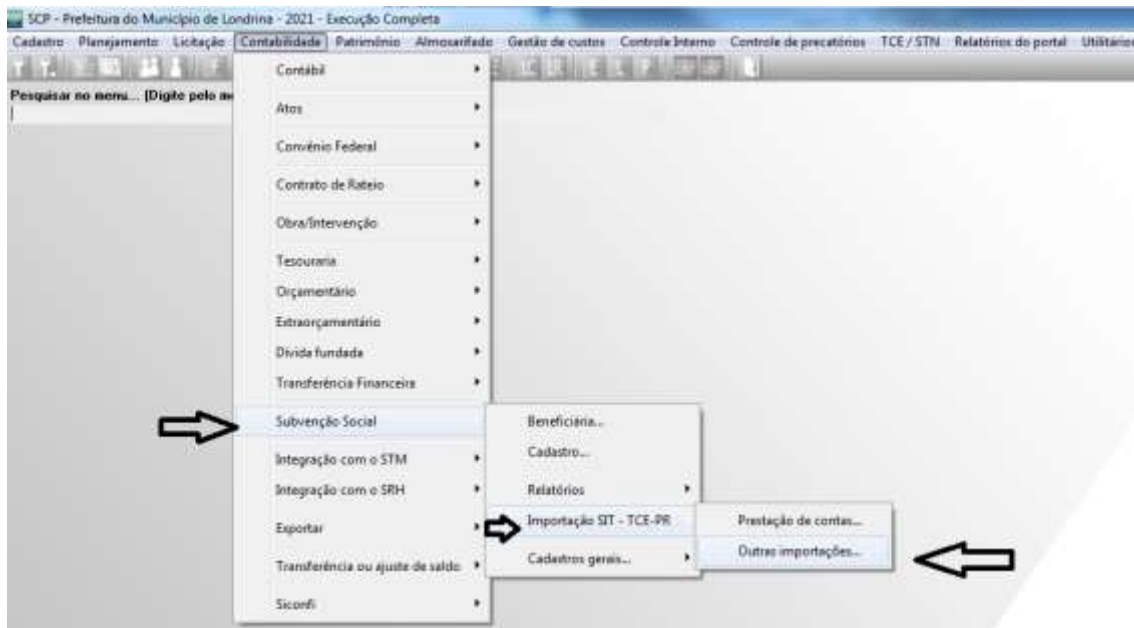 SCP - Prefeitura do Município de Londrina - 2021 - Execução Completa
Cadastro Planejamento Licitação Contabilidade Patrimônio Almoxarifado Gestão de custos Controle Interno Controle de precatórios TCE / STN Relatórios do portal Utilitários
Pesquisar no menu... (Digite pelo me
Contábil
Atos
Convênio Federal
Contrato de Rateio
Obra/Intervenção
Tesouraria
Orçamentário
Extraorçamentário
Divida fundada
Transferência Financeira
Subvenção Social
Beneficiária...
Cadastro...
Integração com o STM
Integração com o SRH
Relatórios
Importação SIT - TCE-PR
Prestação de contas...
Exportar
Outras importações...
Cadastros gerais...
Transferência ou ajuste de saldo
Siconfi